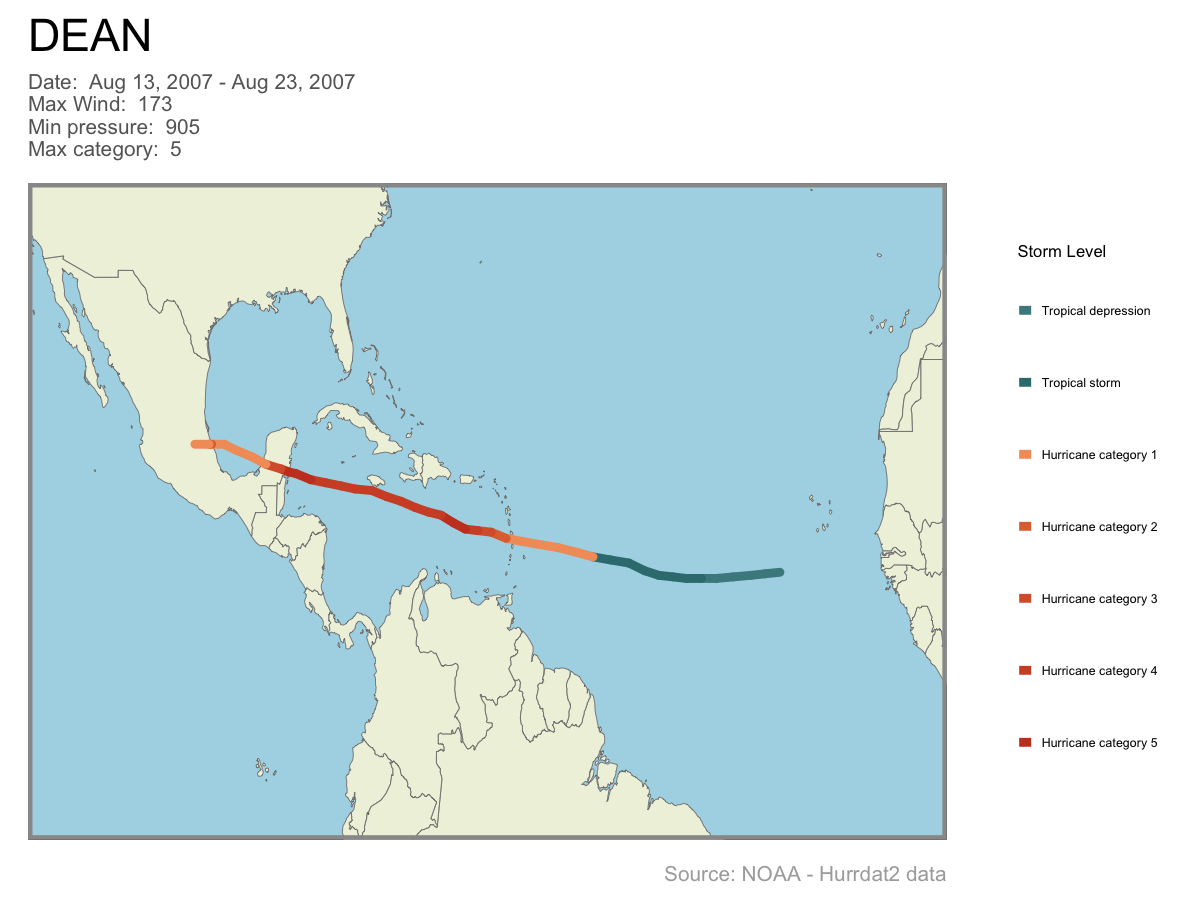 DEAN
Date:  Aug 13, 2007 - Aug 23, 2007
Max Wind:  173
Min pressure:  905
Max category:  5
Storm Level
Tropical depression
Tropical storm
Hurricane category 1
Hurricane category 2
Hurricane category 3
Hurricane category 4
Hurricane category 5
Source: NOAA - Hurrdat2 data